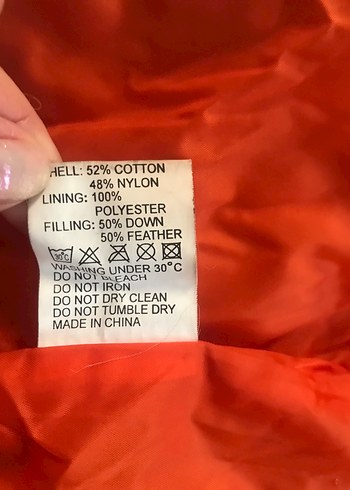 HELL: 52% COTTON
48% NYLON
LINING: 100%
POLYESTER
FILLING: 50% DOWN
50% FEATHER
30°C
WASHING UNDER 30°C
DO NOT BLEACH
DO NOT IRON
DO NOT DRY CLEAN
DO NOT TUMBLE DRY
MADE IN CHINA